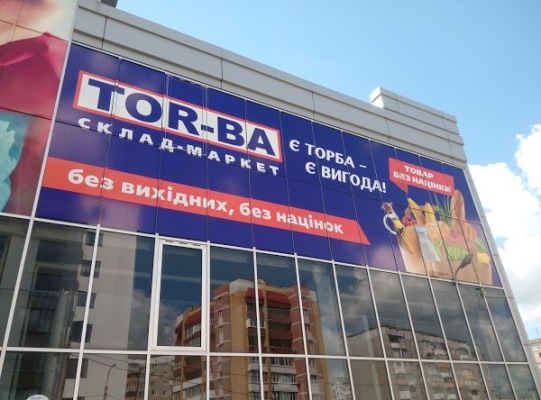 TOR-BA
СКЛАД-МАРКЕТ
Є ТОРБА –
Є ВИГОДА!
ТОВАР
БЕЗ НАЦІНКИ!
без вихідних, без націнок